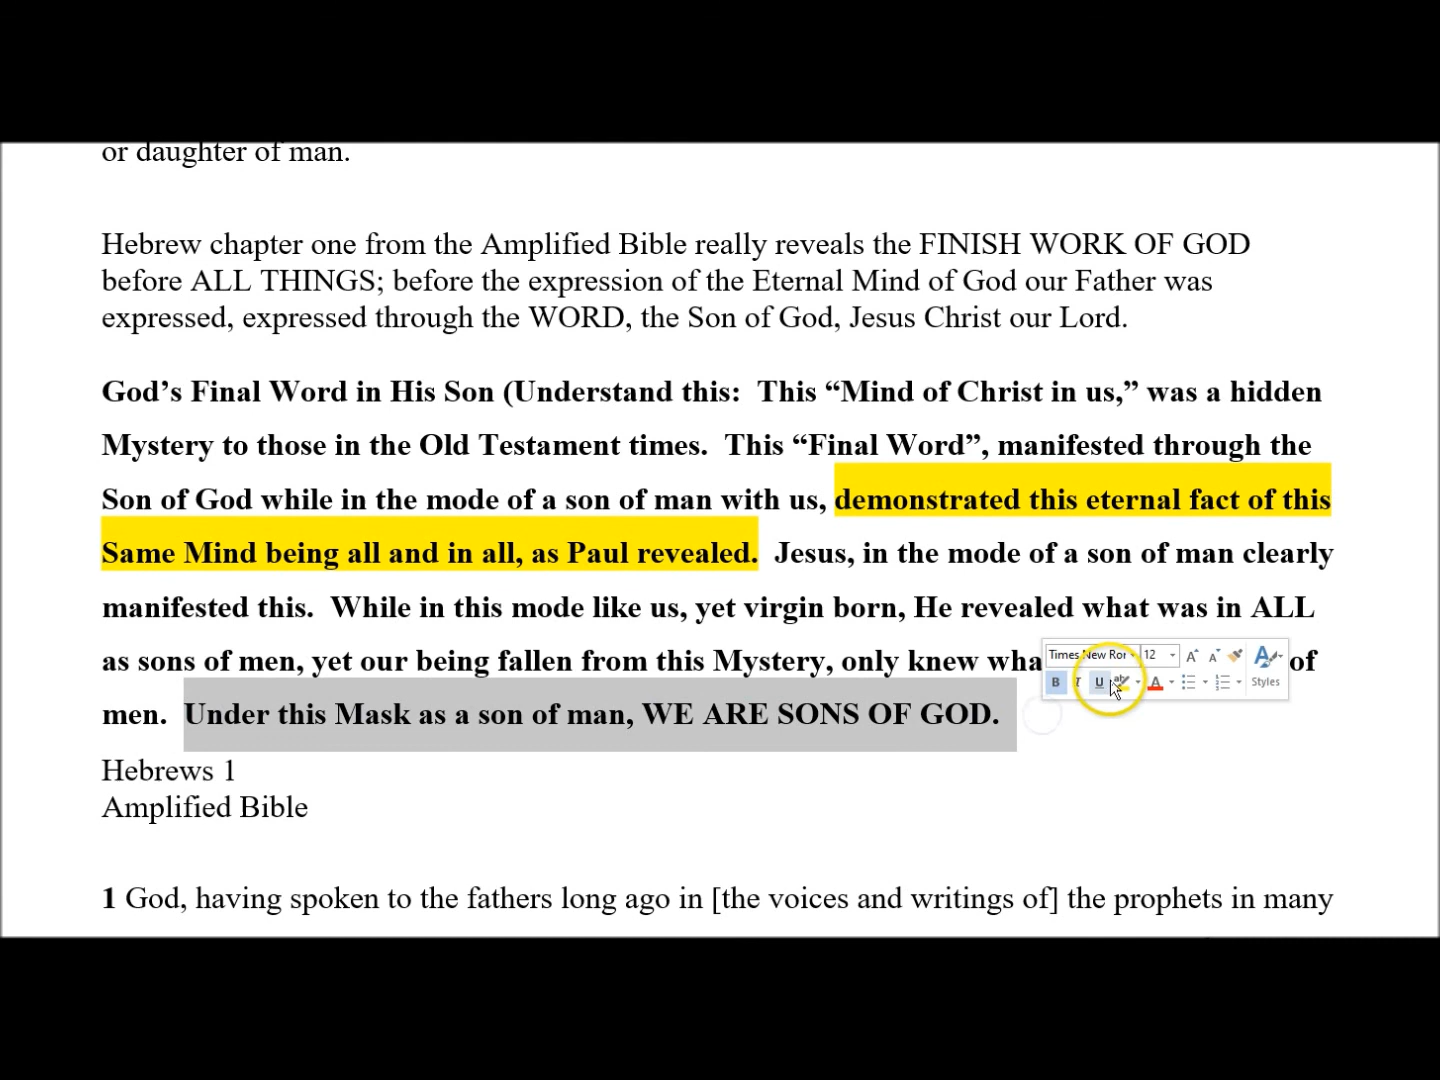 or daughter of man.
Hebrew chapter one from the Amplified Bible really reveals the FINISH WORK OF GOD
before ALL THINGS; before the expression of the Eternal Mind of God our Father was
expressed, expressed through the WORD, the Son of God, Jesus Christ our Lord.
God’s Final Word in His Son (Understand this:  This “Mind of Christ in us,” was a hidden
Mystery to those in the Old Testament times.  This “Final Word”, manifested through the
Son of God while in the mode of a son of man with us, demonstrated this eternal fact of this
Same Mind being all and in all, as Paul revealed.  Jesus, in the mode of a son of man clearly
manifested this.  While in this mode like us, yet virgin born, He revealed what was in ALL
as sons of men, yet our being fallen from this Mystery, only knew of
Times New Ror 12
B I U ab A Styles
men.  Under this Mask as a son of man, WE ARE SONS OF GOD.
Hebrews 1
Amplified Bible
1 God, having spoken to the fathers long ago in [the voices and writings of] the prophets in many